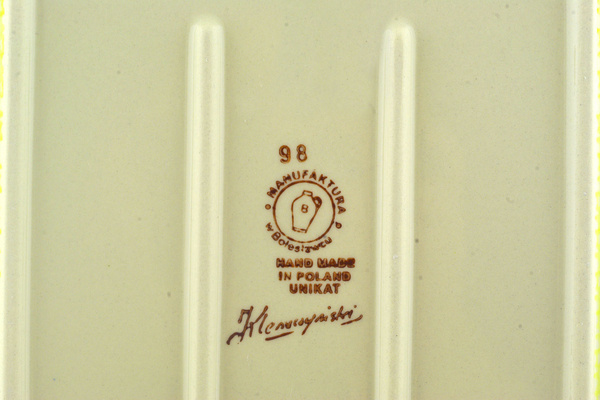 98
MANUFAKTURA
B
w Bolesławcu
HAND MADE
IN POLAND
UNIKAT